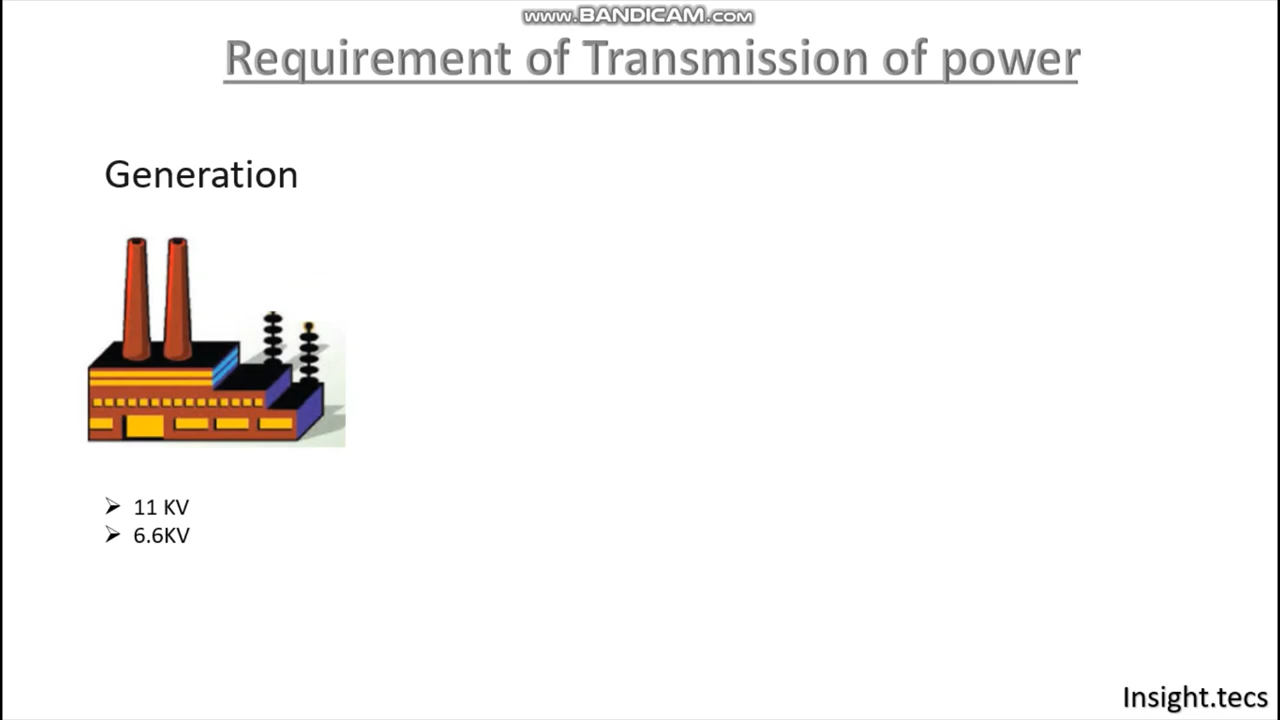 www.BANDICAM.com
Requirement of Transmission of power
Generation
➢ 11 KV
➢ 6.6KV
Insight.tecs